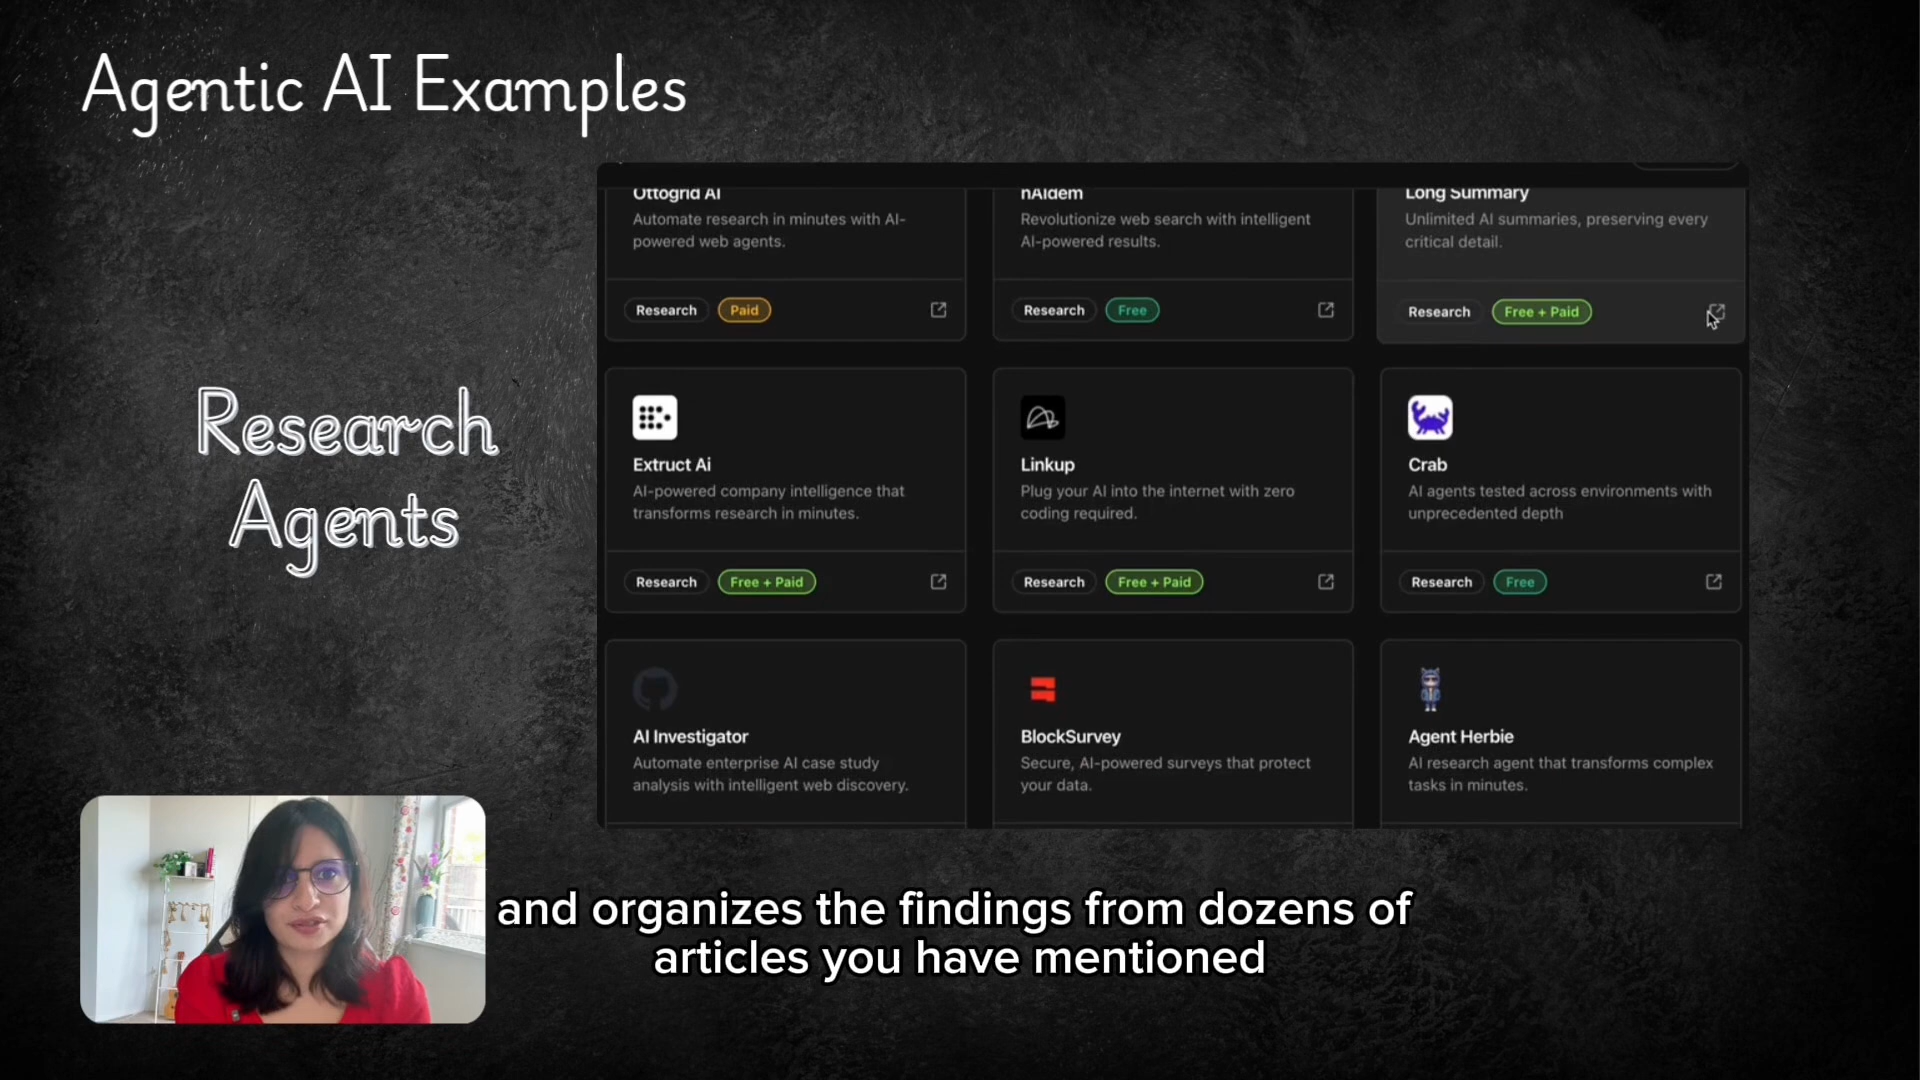 Agentic AI Examples
Research
Agents
Ottogrid AI
Automate research in minutes with AI-
powered web agents.
Research
Paid
nAIdem
Revolutionize web search with intelligent
AI-powered results.
Research
Free
Long Summary
Unlimited AI summaries, preserving every
critical detail.
Research
Free + Paid
Extruct Ai
AI-powered company intelligence that
transforms research in minutes.
Research
Free + Paid
Linkup
Plug your AI into the internet with zero
coding required.
Research
Free + Paid
Crab
AI agents tested across environments with
unprecedented depth
Research
Free
AI Investigator
Automate enterprise AI case study
analysis with intelligent web discovery.
BlockSurvey
Secure, AI-powered surveys that protect
your data.
Agent Herbie
AI research agent that transforms complex
tasks in minutes.
and organizes the findings from dozens of
articles you have mentioned